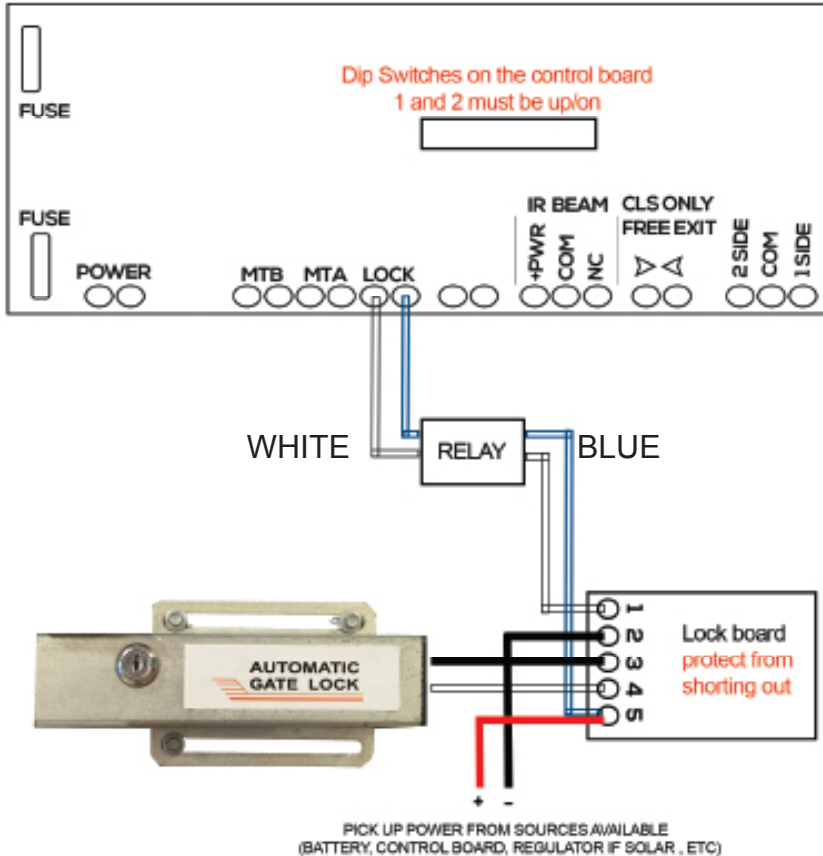 Dip Switches on the control board
1 and 2 must be up/on
FUSE
FUSE
POWER
MTB MTA LOCK
IR BEAM
+PWR
COM
NC
CLS ONLY
FREE EXIT
2 SIDE
COM
1 SIDE
WHITE
RELAY
BLUE
AUTOMATIC
GATE LOCK
1
2
3
4
5
Lock board
protect from
shorting out
+ -
PICK UP POWER FROM SOURCES AVAILABLE
(BATTERY, CONTROL BOARD, REGULATOR IF SOLAR , ETC)